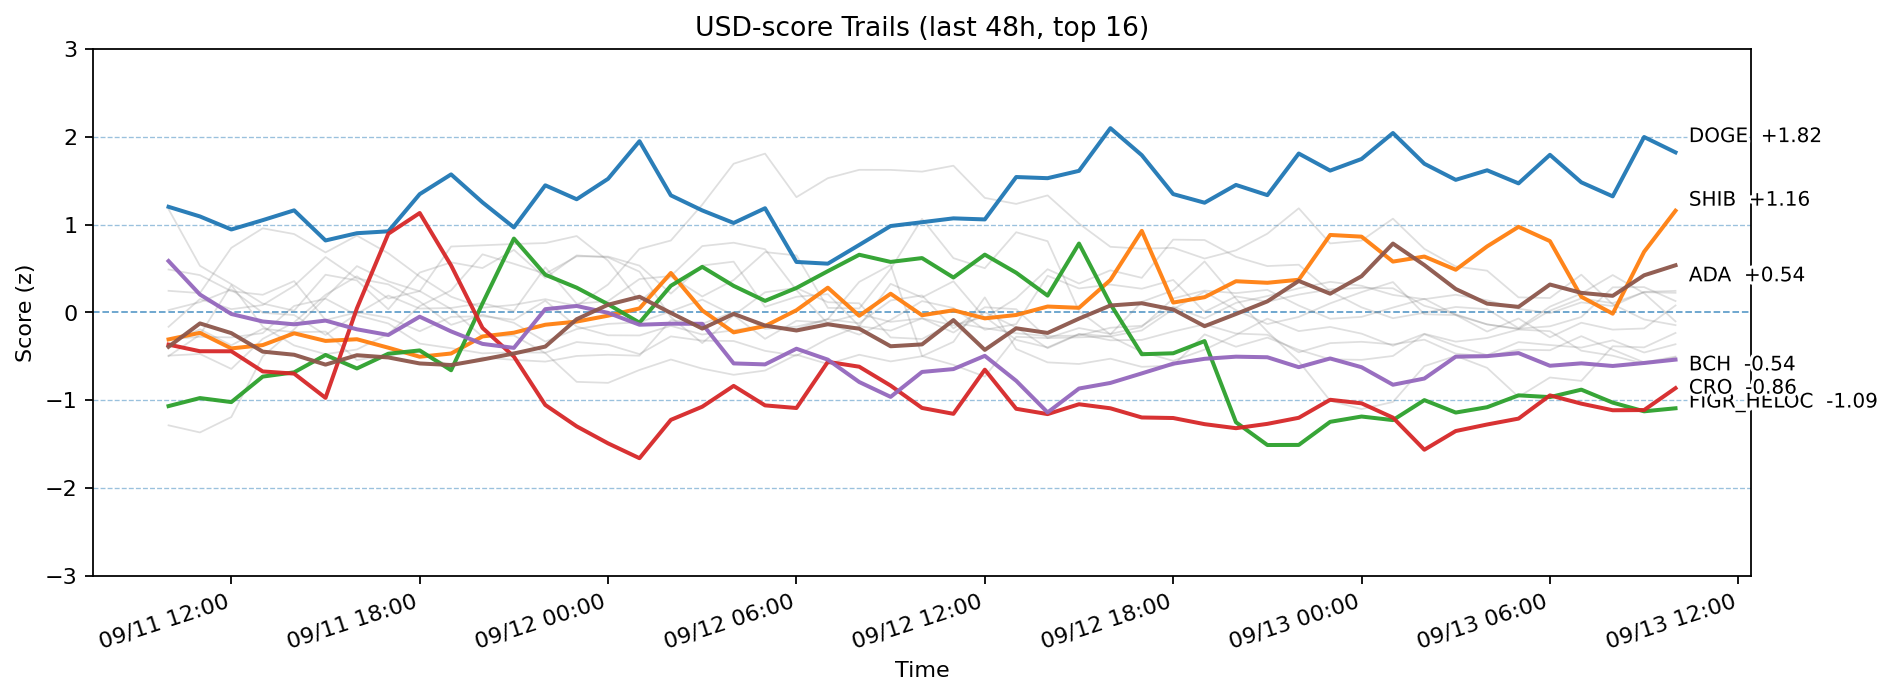 USD-score Trails (last 48h, top 16)
Score (z)
3
2
1
0
−1
−2
−3
DOGE +1.82
SHIB +1.16
ADA +0.54
BCH -0.54
CRO -0.86
FIGR_HELOC -1.09
09/11 12:00
09/11 18:00
09/12 00:00
09/12 06:00
09/12 12:00
09/12 18:00
09/13 00:00
09/13 06:00
09/13 12:00
Time